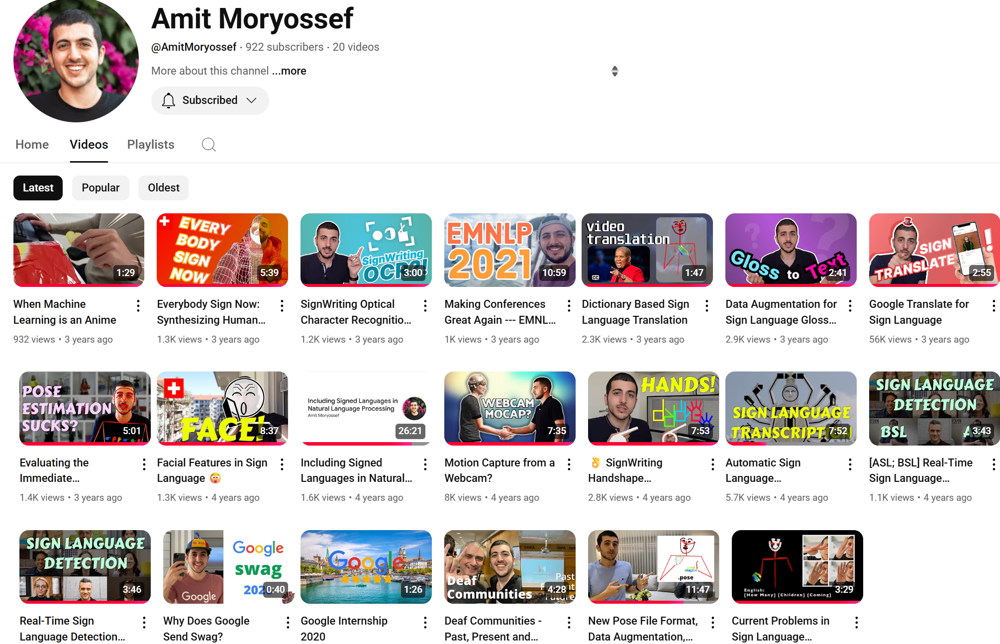 Amit Moryossef
@AmitMoryossef · 922 subscribers · 20 videos
More about this channel ...more
Subscribed
Home Videos Playlists
Latest Popular Oldest
1:29
EVERY
BODY
SIGN
NOW
5:39
SignWriting
3:00
EMNLP
2021
10:59
video
translation
CC
1:47
Gloss to Text
2:41
SIGN
TRANSLATE
!
2:55
When Machine
Learning is an Anime
932 views • 3 years ago
Everybody Sign Now:
Synthesizing Human...
1.3K views • 3 years ago
SignWriting Optical
Character Recognitio...
1.2K views • 3 years ago
Making Conferences
Great Again --- EMNL...
1K views • 3 years ago
Dictionary Based Sign
Language Translation
2.3K views • 3 years ago
Data Augmentation for
Sign Language Gloss...
2.9K views • 3 years ago
Google Translate for
Sign Language
56K views • 3 years ago
POSE
ESTIMATION
SUCKS?
5:01
FACE!
8:37
Including Signed Languages in
Natural Language Processing
Amit Moryossef
26:21
WEBCAM
MOCAP?
7:35
HANDS!
7:53
SIGN LANGUAGE
7:52
SIGN LANGUAGE
DETECTION
BSL
3:43
Evaluating the
Immediate...
1.4K views • 3 years ago
Facial Features in Sign
Language 😲
1.3K views • 4 years ago
Including Signed
Languages in Natural...
1.6K views • 4 years ago
Motion Capture from a
Webcam?
8K views • 4 years ago
👌 SignWriting
Handshape...
2.8K views • 4 years ago
Automatic Sign
Language...
5.7K views • 4 years ago
[ASL; BSL] Real-Time
Sign Language...
1.1K views • 4 years ago
SIGN LANGUAGE
DETECTION
3:46
Google
Google
swag
0:40
Google
1:26
Deaf
Communities
Past
4:28
.pose
11:47
English:
[How Many] [Children] [Coming]
3:29
Real-Time Sign
Language Detection...
Why Does Google
Send Swag?
Google Internship
2020
Deaf Communities -
Past, Present and...
New Pose File Format,
Data Augmentation,...
Current Problems in
Sign Language...